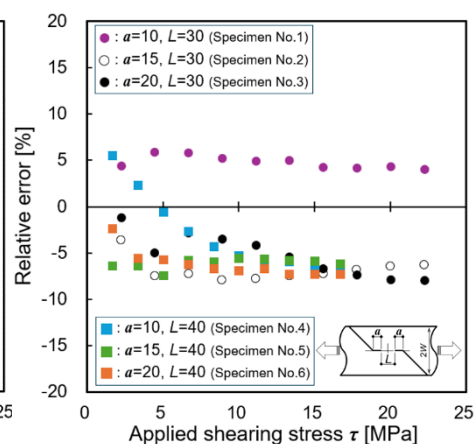 20
● : a=10, L=30 (Specimen No.1)
○ : a=15, L=30 (Specimen No.2)
● : a=20, L=30 (Specimen No.3)
15
10
5
0
-5
-10
-15
-20
Relative error [%]
■ : a=10, L=40 (Specimen No.4)
■ : a=15, L=40 (Specimen No.5)
■ : a=20, L=40 (Specimen No.6)
a a
L
2W
25 0 5 10 15 20 25
Applied shearing stress τ [MPa]